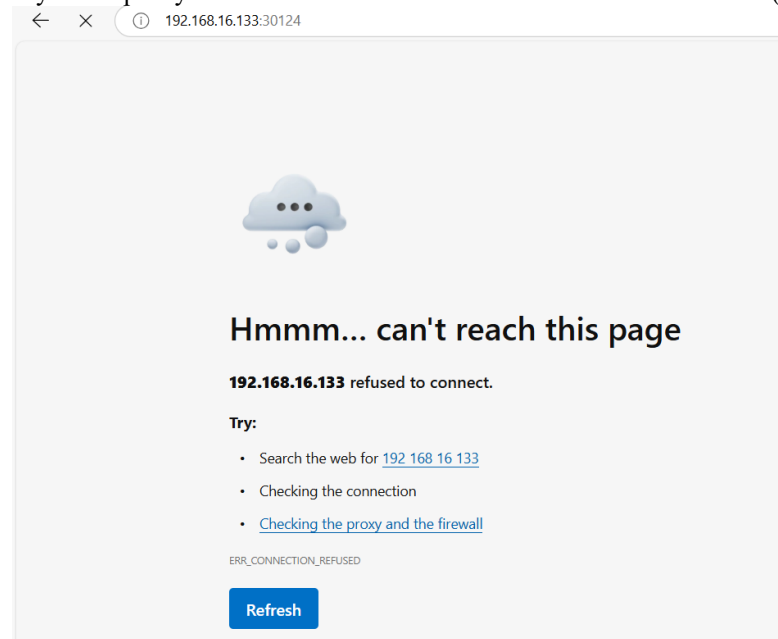 192.168.16.133:30124
Hmmm... can't reach this page
192.168.16.133 refused to connect.
Try:
• Search the web for 192 168 16 133
• Checking the connection
• Checking the proxy and the firewall
ERR_CONNECTION_REFUSED
Refresh